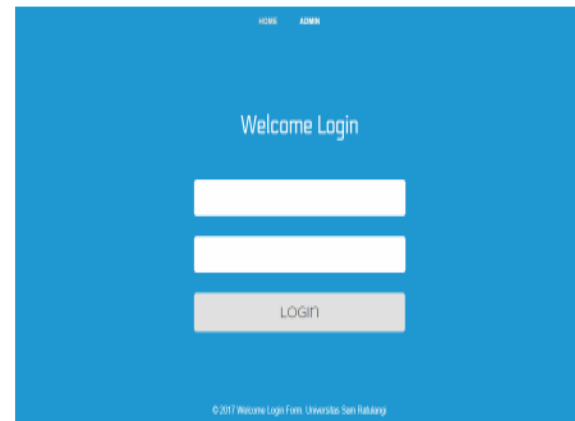 HOME ADMIN
Welcome Login
LOGIN
© 2017 Welcome Login Form. Universitas Sam Ratulangi